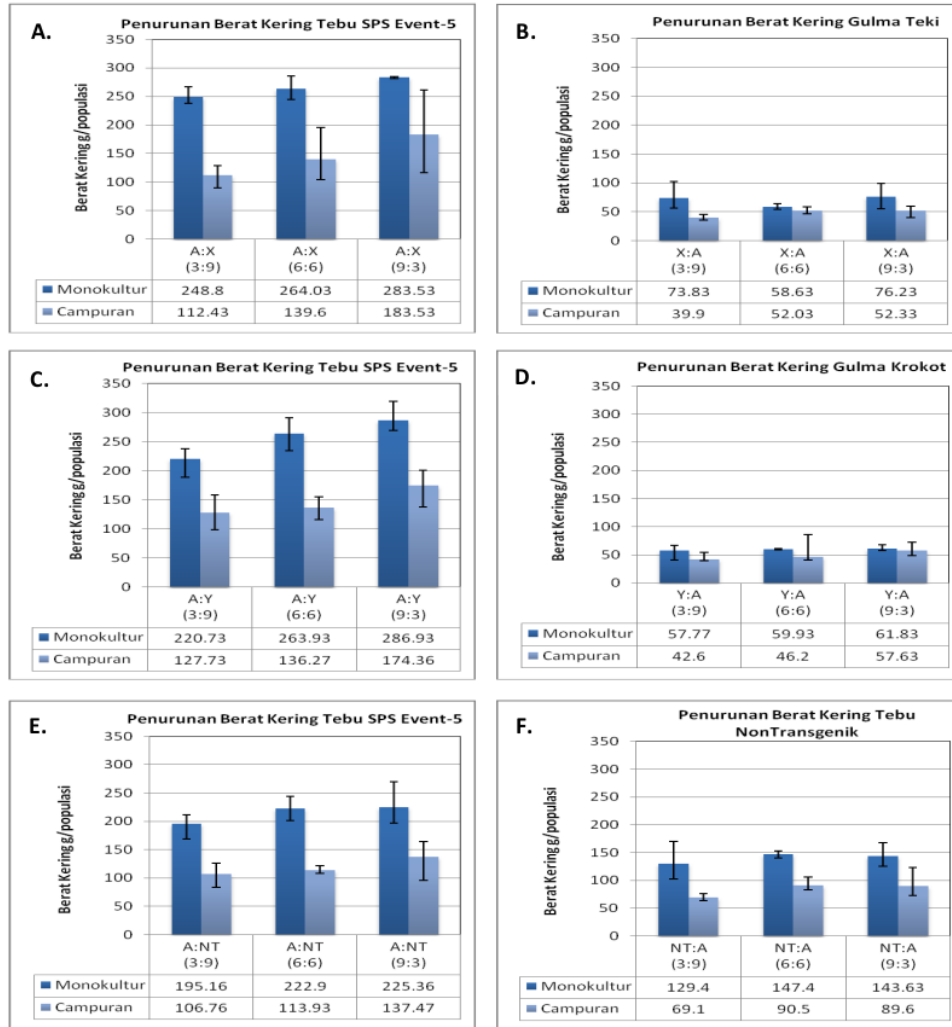 A.
Penurunan Berat Kering Tebu SPS Event-5
Berat Kering g/populasi
350
300
250
200
150
100
50
0
A:X A:X A:X
(3:9) (6:6) (9:3)
Monokultur 248.8 264.03 283.53
Campuran 112.43 139.6 183.53
B.
Penurunan Berat Kering Gulma Teki
Berat Kering g/populasi
350
300
250
200
150
100
50
0
X:A X:A X:A
(3:9) (6:6) (9:3)
Monokultur 73.83 58.63 76.23
Campuran 39.9 52.03 52.33
C.
Penurunan Berat Kering Tebu SPS Event-5
Berat Kering g/populasi
350
300
250
200
150
100
50
0
A:Y A:Y A:Y
(3:9) (6:6) (9:3)
Monokultur 220.73 263.93 286.93
Campuran 127.73 136.27 174.36
D.
Penurunan Berat Kering Gulma Krokot
Berat Kering g/populasi
350
300
250
200
150
100
50
0
Y:A Y:A Y:A
(3:9) (6:6) (9:3)
Monokultur 57.77 59.93 61.83
Campuran 42.6 46.2 57.63
E.
Penurunan Berat Kering Tebu SPS Event-5
Berat Kering g/populasi
350
300
250
200
150
100
50
0
A:NT A:NT A:NT
(3:9) (6:6) (9:3)
Monokultur 195.16 222.9 225.36
Campuran 106.76 113.93 137.47
F.
Penurunan Berat Kering Tebu
NonTransgenik
Berat Kering g/populasi
350
300
250
200
150
100
50
0
NT:A NT:A NT:A
(3:9) (6:6) (9:3)
Monokultur 129.4 147.4 143.63
Campuran 69.1 90.5 89.6